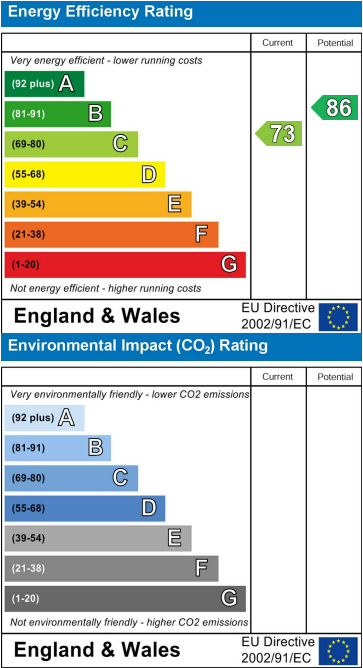 Energy Efficiency Rating
Current Potential
Very energy efficient - lower running costs
(92 plus) A
(81-91) B
(69-80) C
(55-68) D
(39-54) E
(21-38) F
(1-20) G
73
86
Not energy efficient - higher running costs
England & Wales
EU Directive
2002/91/EC
Environmental Impact (CO₂) Rating
Current Potential
Very environmentally friendly - lower CO2 emissions
(92 plus) A
(81-91) B
(69-80) C
(55-68) D
(39-54) E
(21-38) F
(1-20) G
Not environmentally friendly - higher CO2 emissions
England & Wales
EU Directive
2002/91/EC